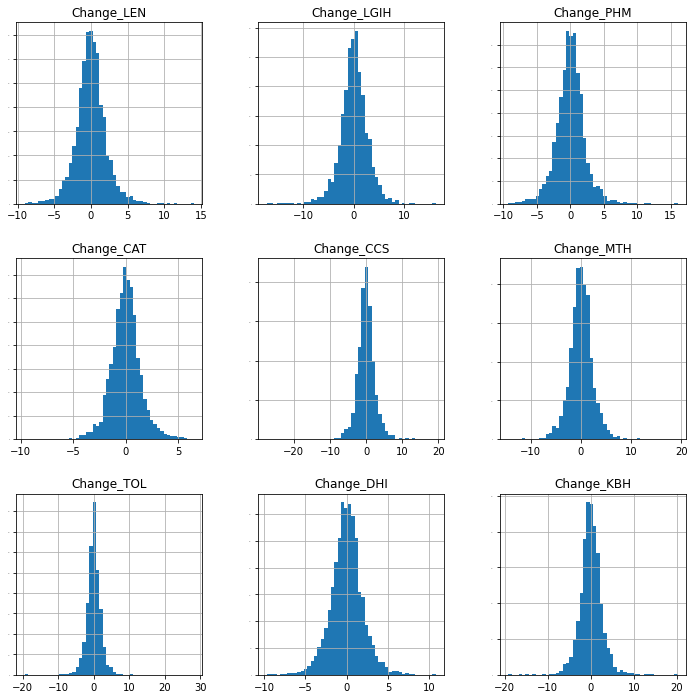 Change_LEN Change_LGIH Change_PHM
−10 −5 0 5 10 15 −10 0 10 −10 −5 0 5 10 15
Change_CAT Change_CCS Change_MTH
−10 −5 0 5 −20 −10 0 10 20 −10 0 10 20
Change_TOL Change_DHI Change_KBH
−20 −10 0 10 20 30 −10 −5 0 5 10 −20 −10 0 10 20